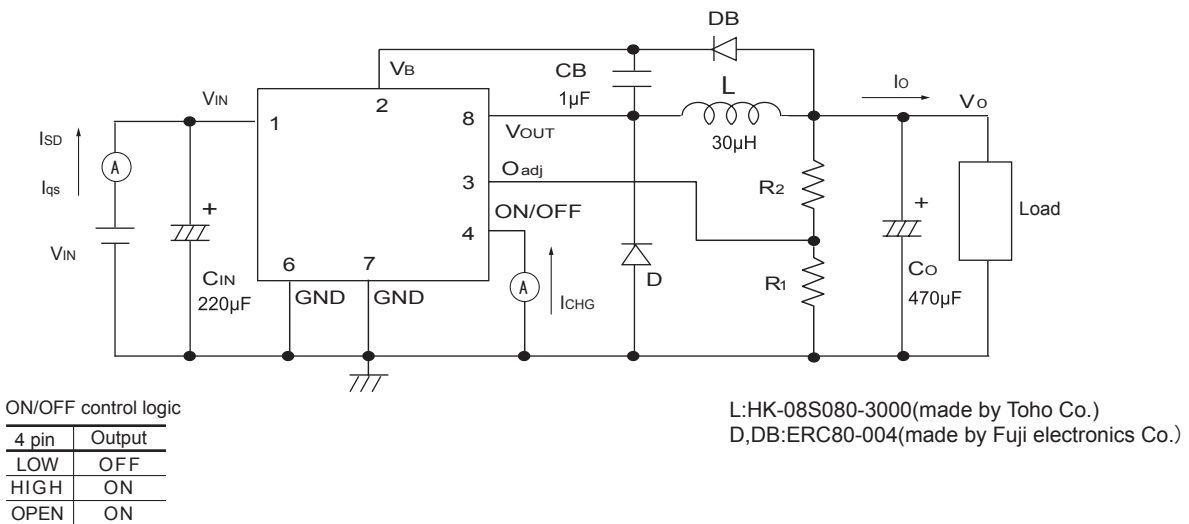 DB
VB
CB
1µF
L
IO
VO
VIN
1
2
8
VOUT
30µH
ISD
A
Oadj
3
R2
Iqs
ON/OFF
+
+
Load
4
VIN
CIN
220µF
6
7
GND
GND
A
ICHG
D
R1
CO
470µF
ON/OFF control logic
4 pin Output
LOW OFF
HIGH ON
OPEN ON
L:HK-08S080-3000(made by Toho Co.)
D,DB:ERC80-004(made by Fuji electronics Co.)